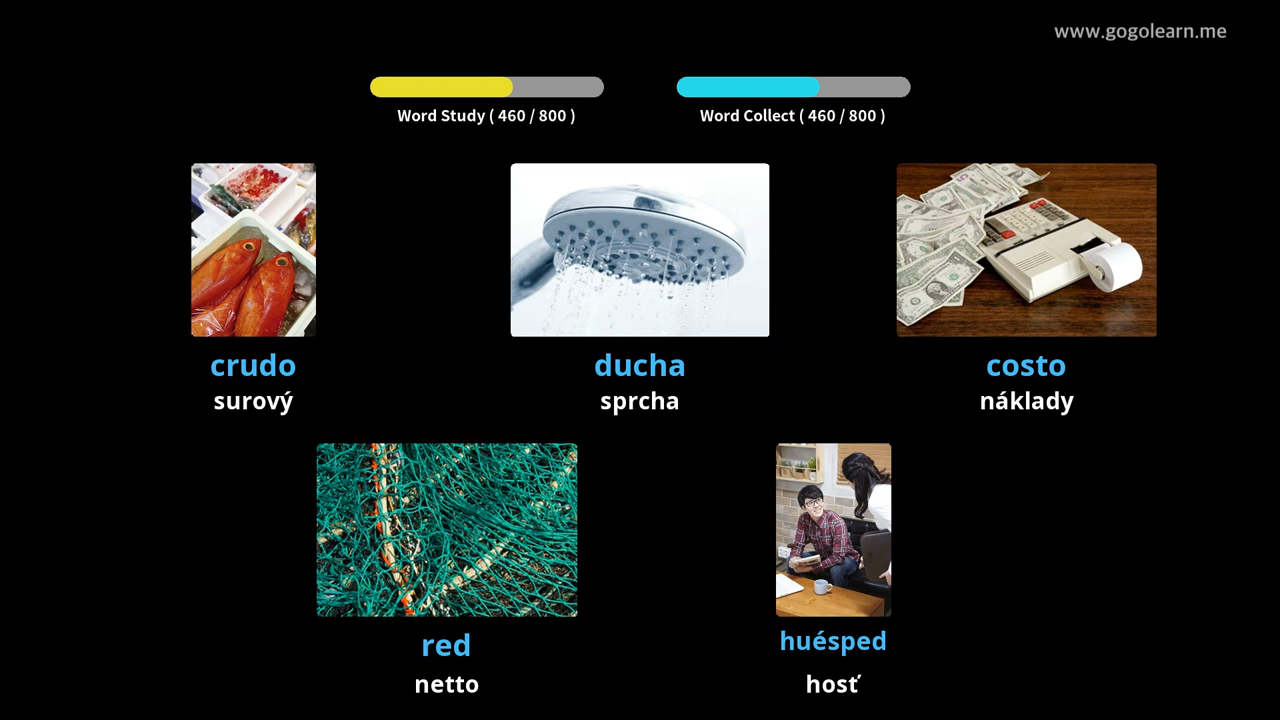 www.gogolearn.me
Word Study ( 460 / 800 )
Word Collect ( 460 / 800 )
crudo
surový
ducha
sprcha
costo
náklady
red
netto
huésped
hosť